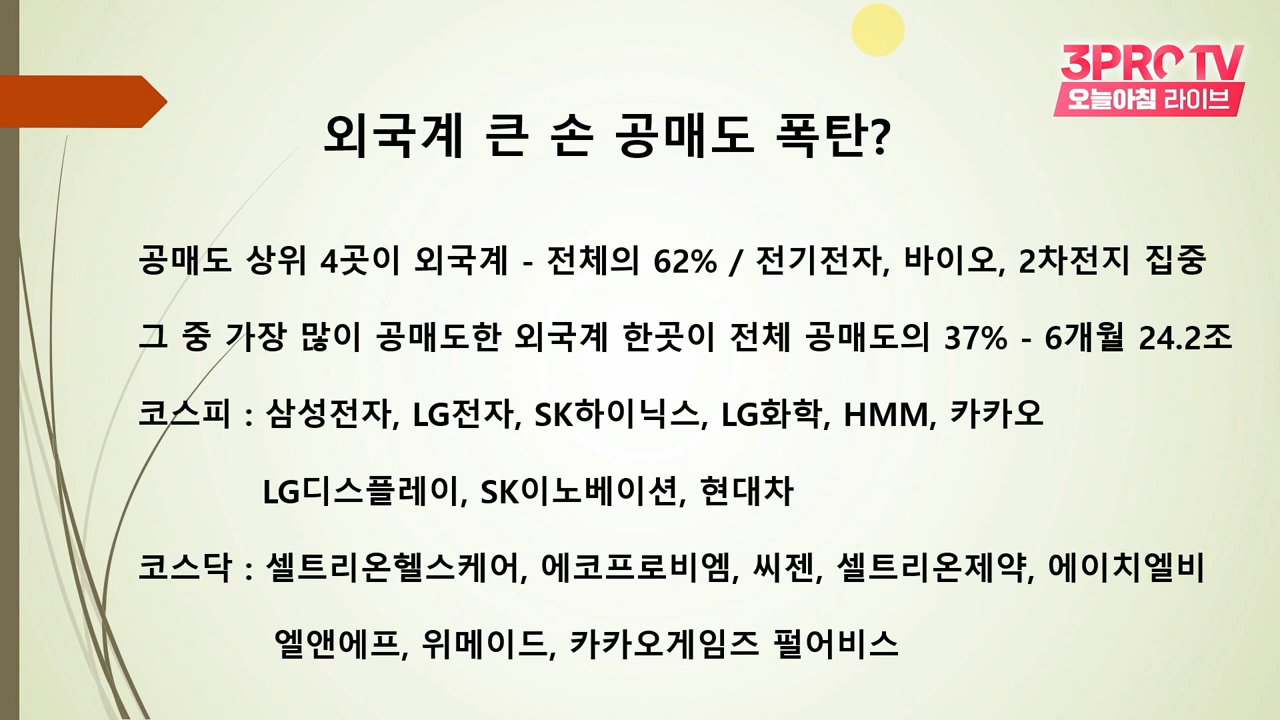 3PROTV
오늘아침 라이브
외국계 큰 손 공매도 폭탄?
공매도 상위 4곳이 외국계 - 전체의 62% / 전기전자, 바이오, 2차전지 집중
그 중 가장 많이 공매도한 외국계 한곳이 전체 공매도의 37% - 6개월 24.2조
코스피 : 삼성전자, LG전자, SK하이닉스, LG화학, HMM, 카카오
LG디스플레이, SK이노베이션, 현대차
코스닥 : 셀트리온헬스케어, 에코프로비엠, 씨젠, 셀트리온제약, 에이치엘비
엘앤에프, 위메이드, 카카오게임즈 펄어비스